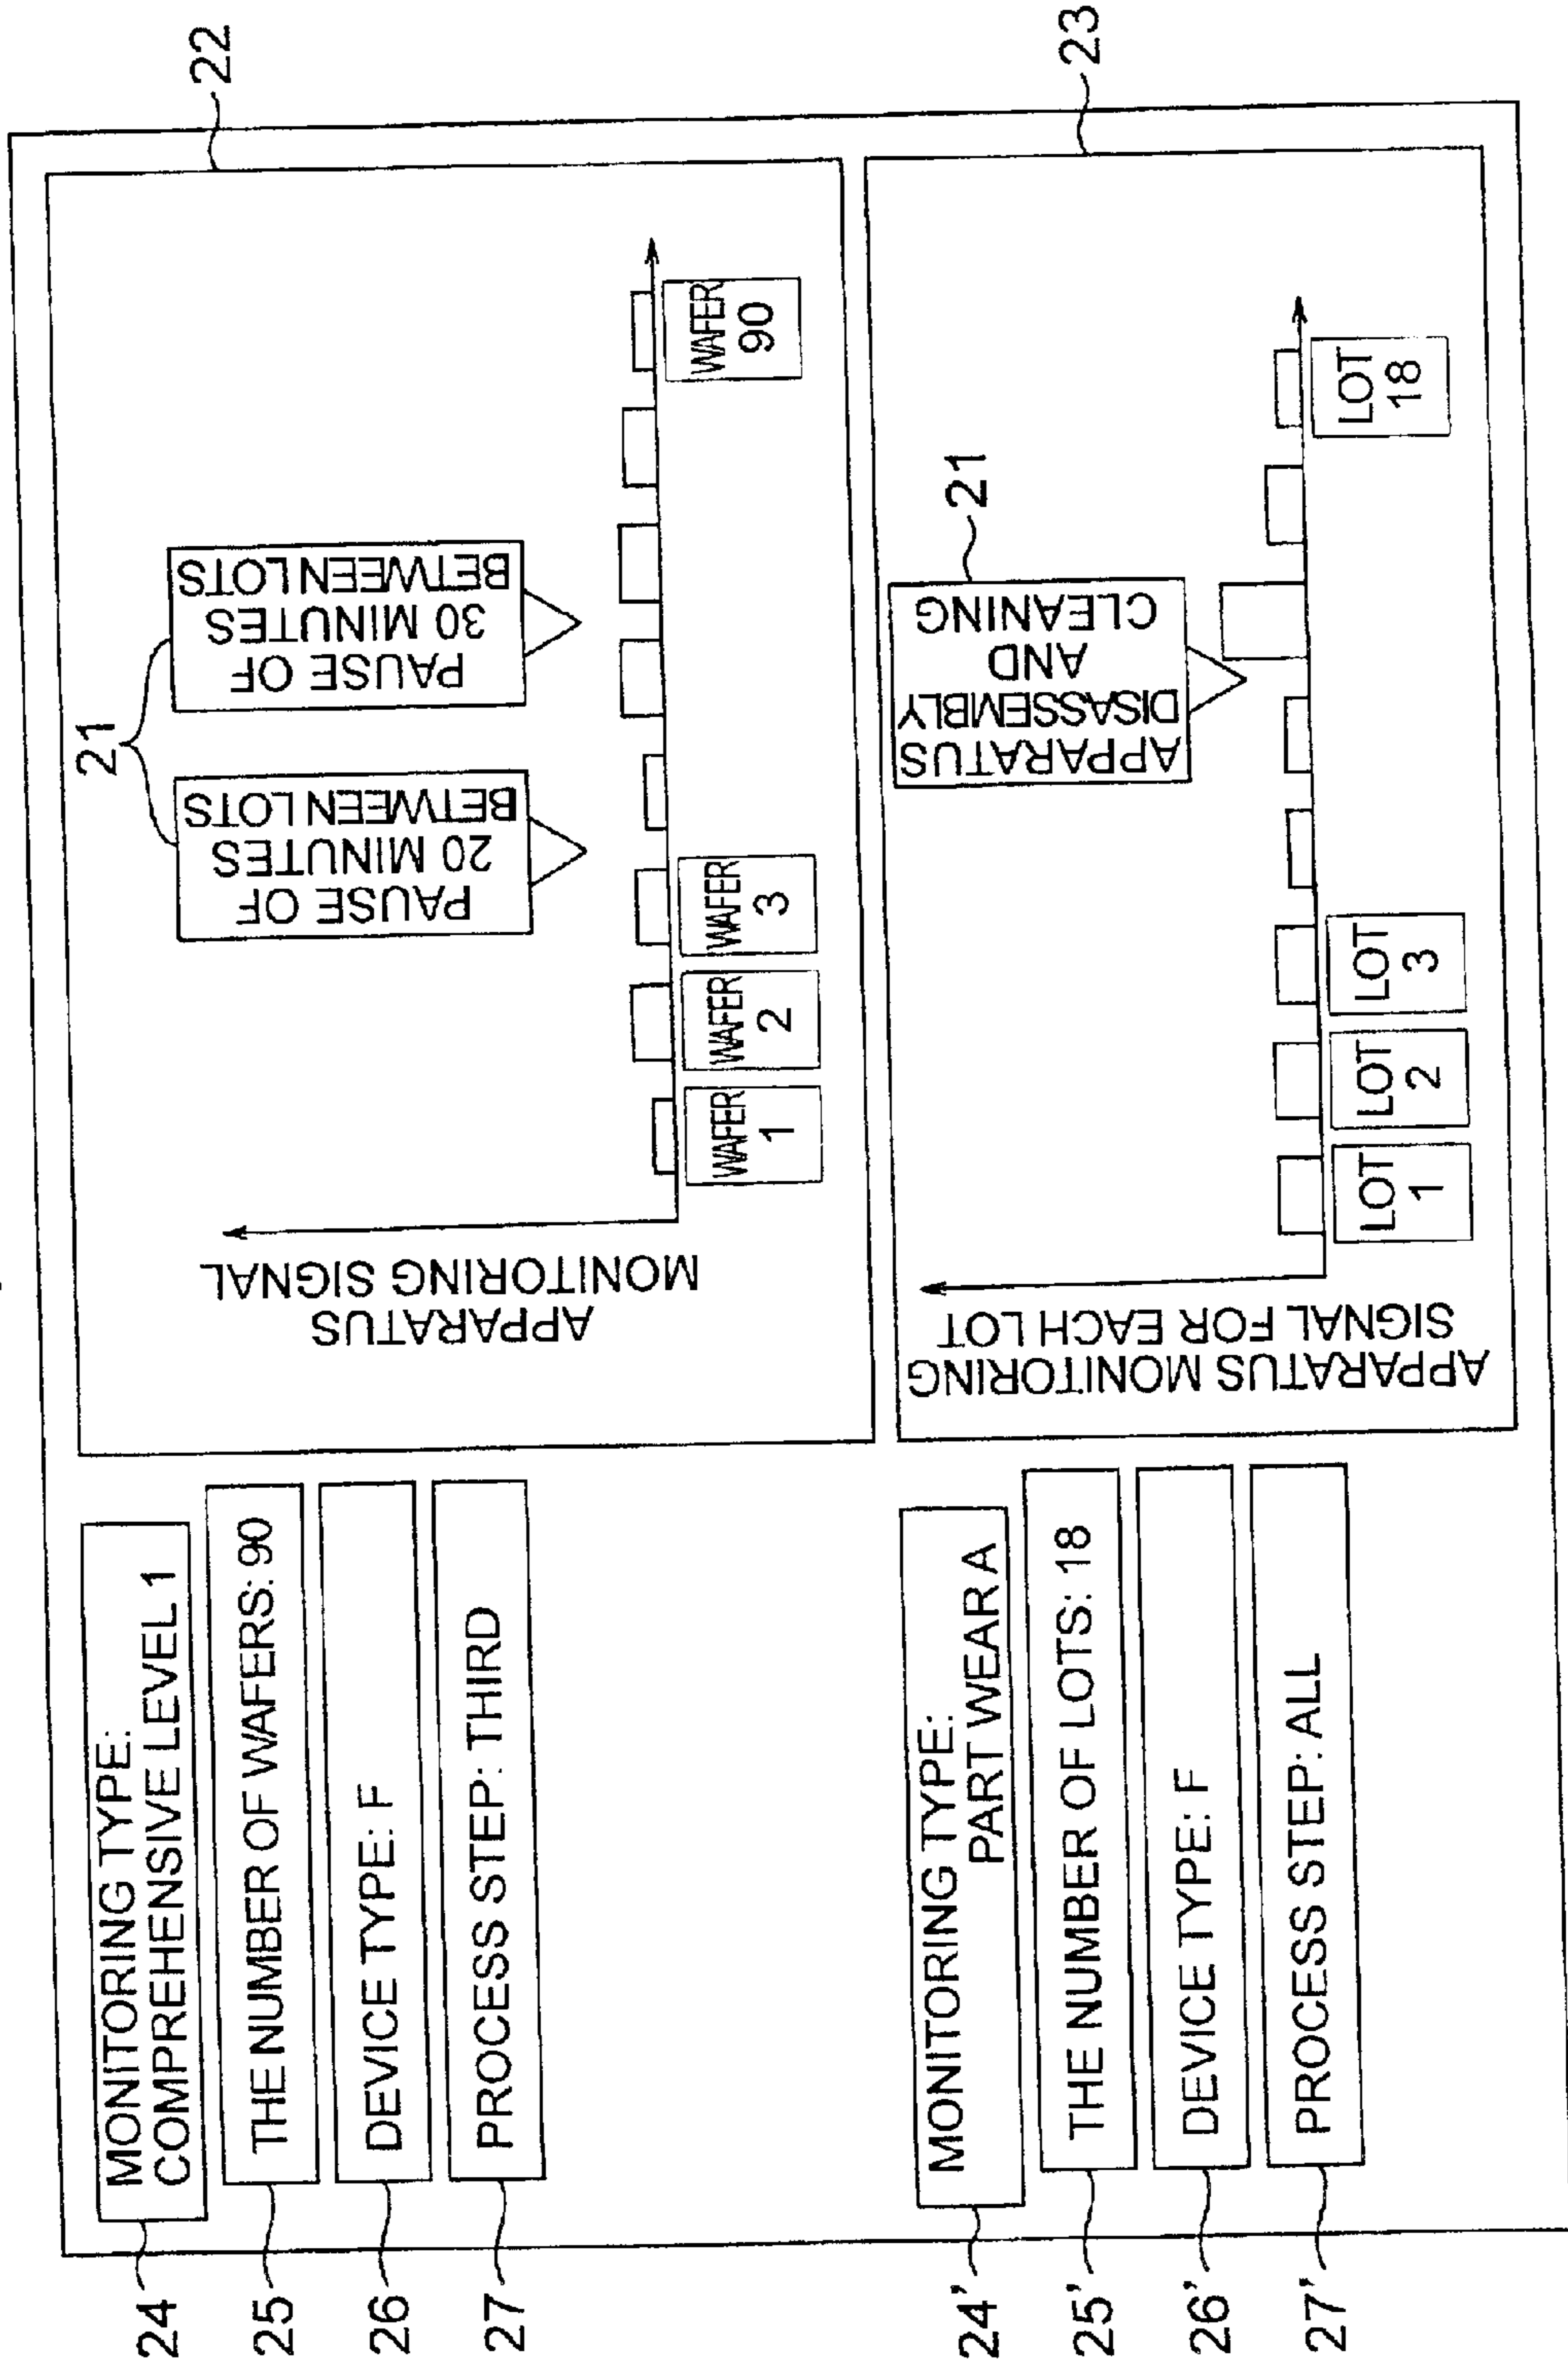 22
21
PAUSE OF
20 MINUTES
BETWEEN LOTS
PAUSE OF
30 MINUTES
BETWEEN LOTS
APPARATUS
MONITORING SIGNAL
WAFER
1
WAFER
2
WAFER
3
WAFER
90
24
MONITORING TYPE:
COMPREHENSIVE LEVEL 1
25
THE NUMBER OF WAFERS: 90
26
DEVICE TYPE: F
27
PROCESS STEP: THIRD
23
21
APPARATUS
DISASSEMBLY
AND
CLEANING
APPARATUS MONITORING
SIGNAL FOR EACH LOT
LOT
1
LOT
2
LOT
3
LOT
18
24'
MONITORING TYPE:
PART WEAR A
25'
THE NUMBER OF LOTS: 18
26'
DEVICE TYPE: F
27'
PROCESS STEP: ALL